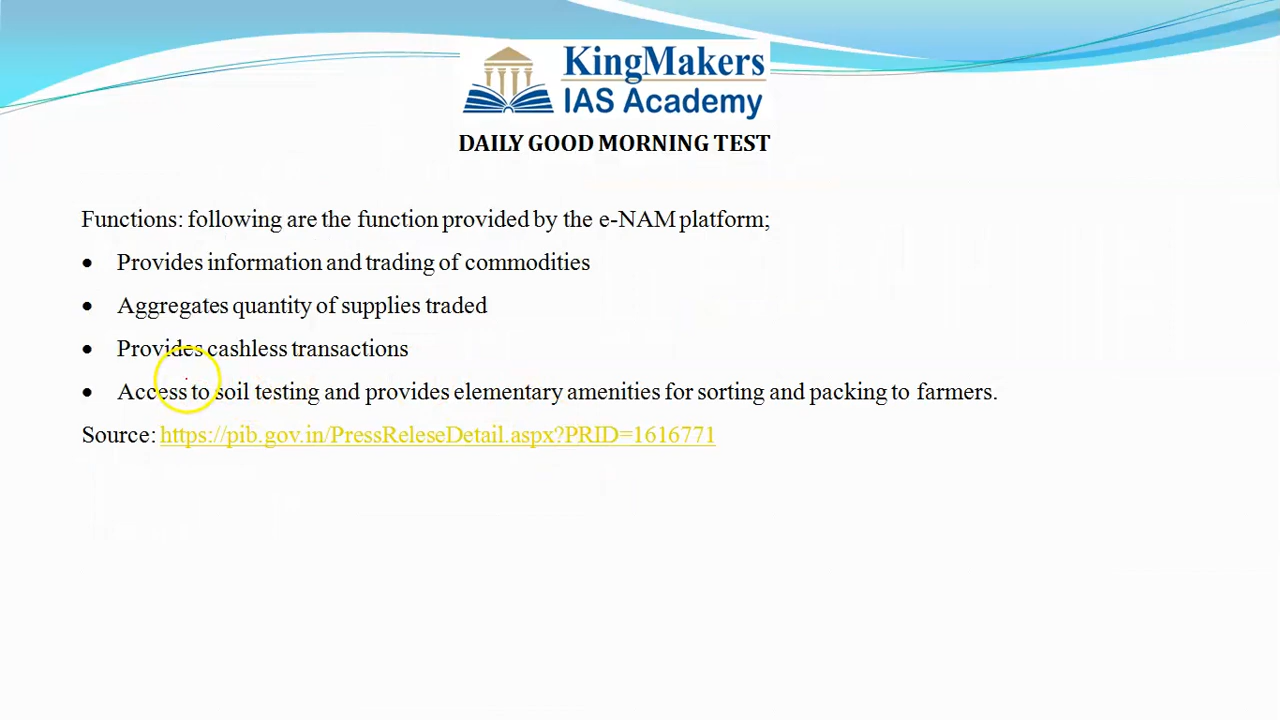 KingMakers
IAS Academy
DAILY GOOD MORNING TEST
Functions: following are the function provided by the e-NAM platform;
• Provides information and trading of commodities
• Aggregates quantity of supplies traded
• Provides cashless transactions
• Access to soil testing and provides elementary amenities for sorting and packing to farmers.
Source: https://pib.gov.in/PressReleseDetail.aspx?PRID=1616771